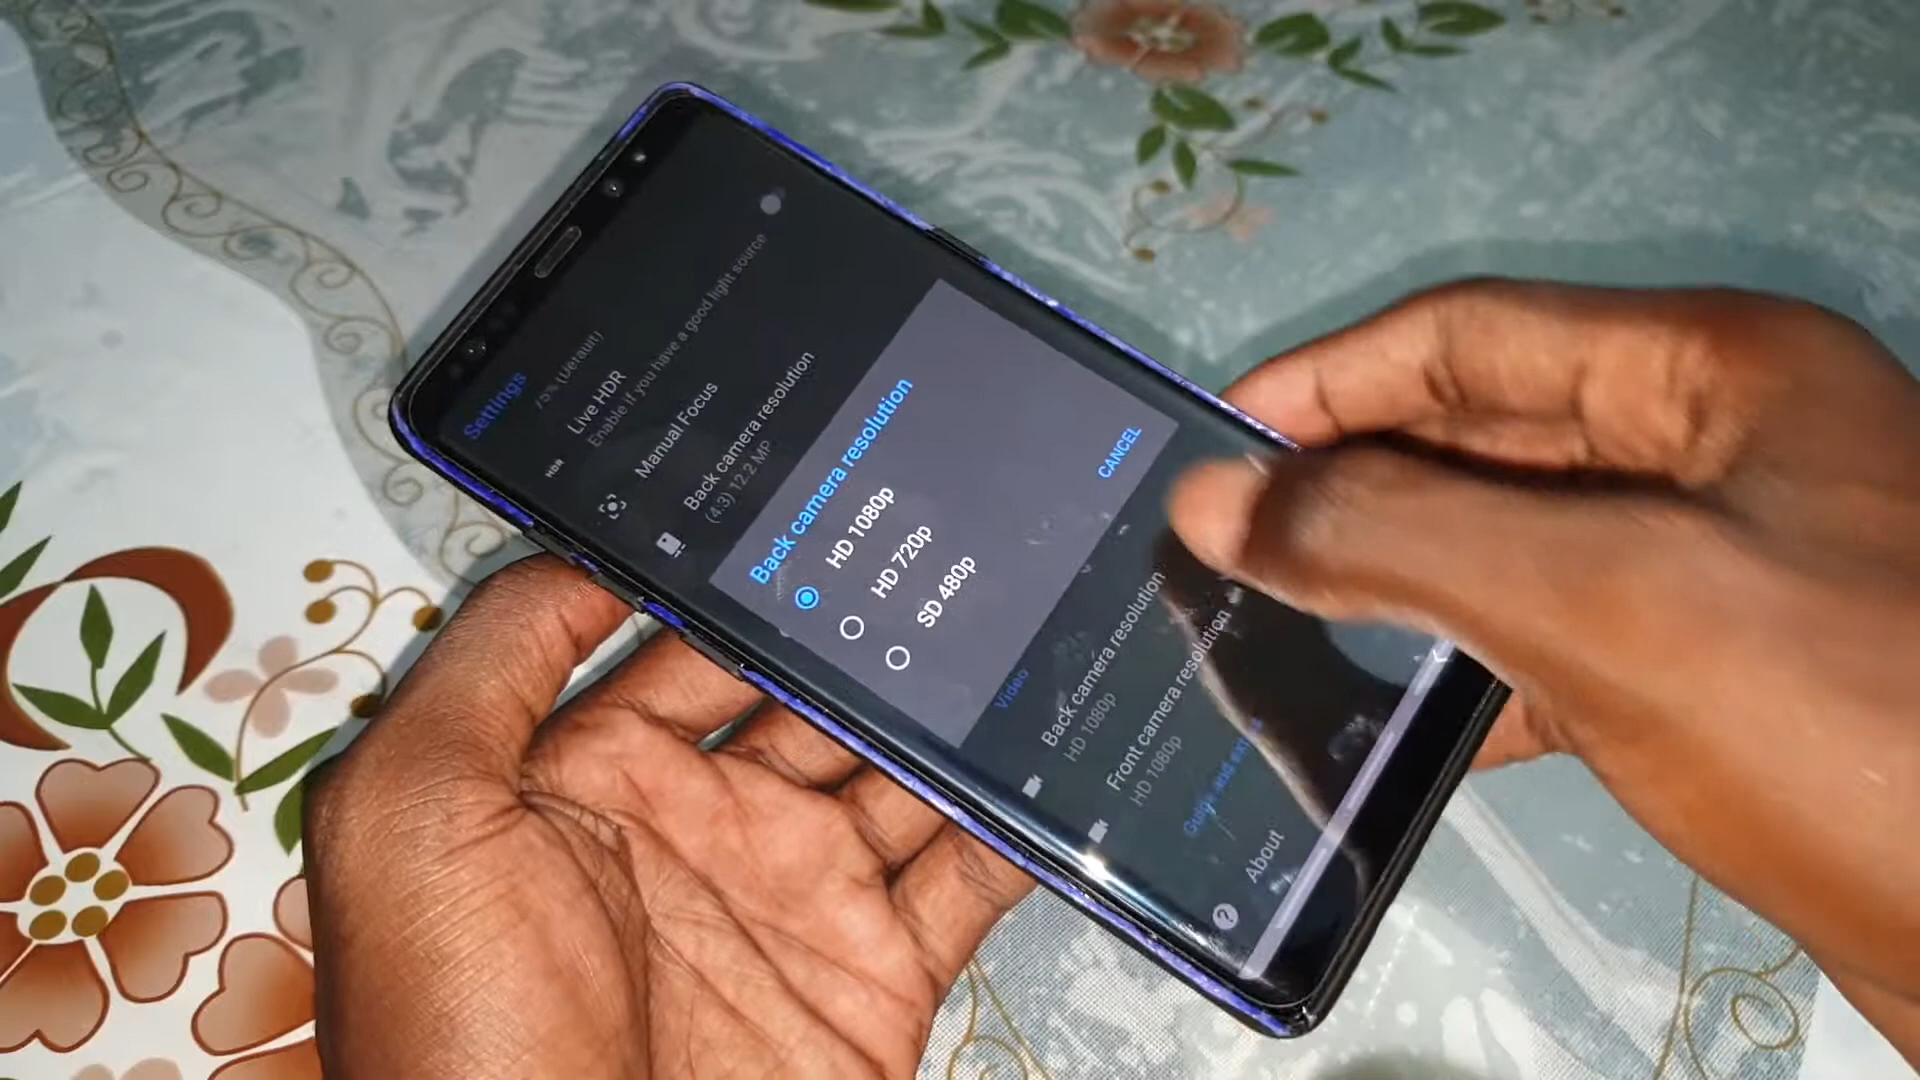 Settings
75% (Default)
Live HDR
Enable if you have a good light source
HDR
Manual Focus
Back camera resolution
(4:3) 12.2 MP
Back camera resolution
HD 1080p
HD 720p
SD 480p
CANCEL
Video
Back camera resolution
HD 1080p
Front camera resolution
HD 1080p
About